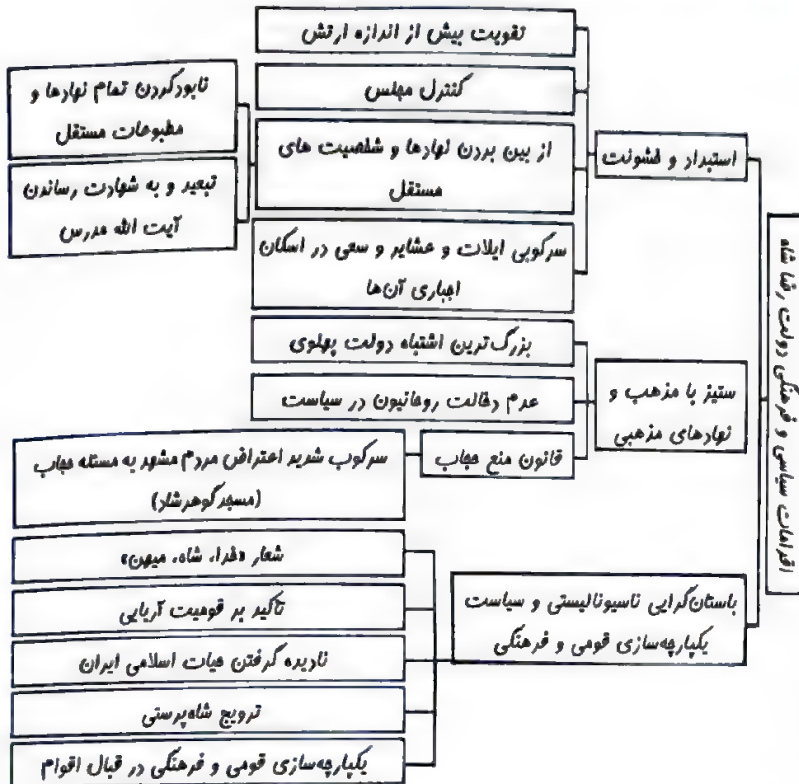 اقدامات سیاسی و فرهنگی دولت رضا شاه
استبداد و خشونت
تقویت بیش از اندازه ارتش
کنترل مجلس
از بین بردن نهادها و شخصیت های
مستقل
نابودکردن تمام نهادها و
مطبوعات مستقل
تبعید و به شهادت رساندن
آیت الله مدرس
سرکوبی ایلات و عشایر و سعی در اسکان
اجباری آن‌ها
ستیز با مذهب و
نهادهای مذهبی
بزرگ‌ترین اشتباه دولت پهلوی
عدم دخالت روحانیون در سیاست
قانون منع حجاب
سرکوب شدید اعتراض مردم مشهد به مسئله حجاب
(مسجد گوهرشاد)
باستان‌گرایی ناسیونالیستی و سیاست
یکپارچه‌سازی قومی و فرهنگی
شعار «خدا، شاه، میهن»
تاکید بر قومیت آریایی
نادیده گرفتن حیات اسلامی ایران
ترویج شاه‌پرستی
یکپارچه‌سازی قومی و فرهنگی در قبال اقوام